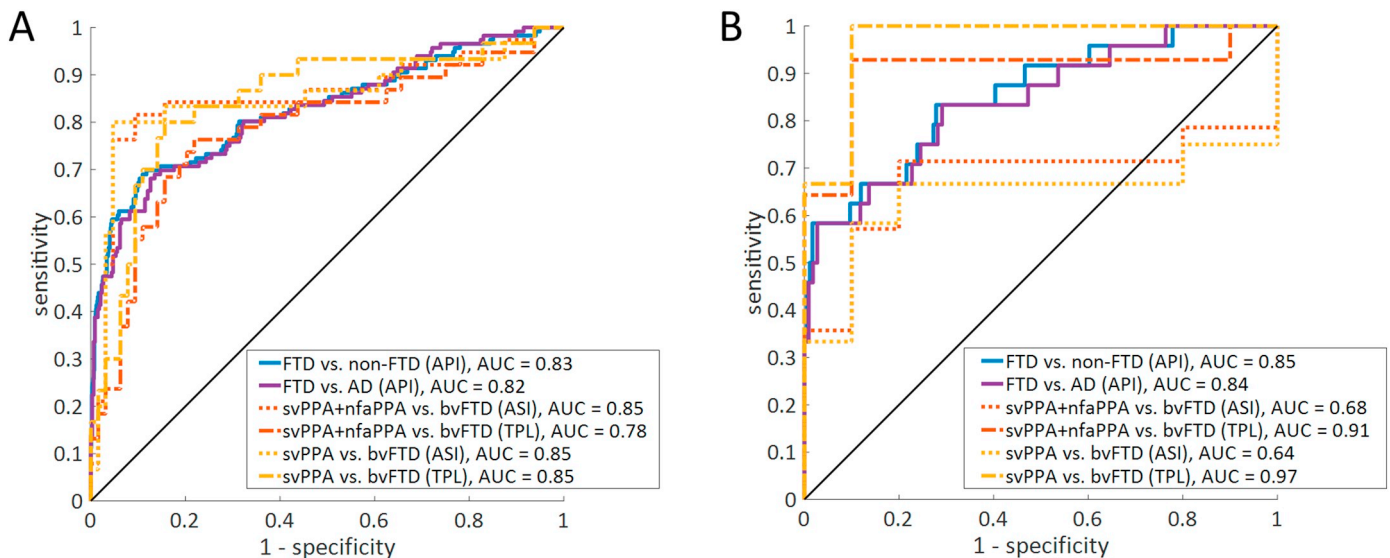 A
1
0.9
0.8
0.7
0.6
0.5
0.4
0.3
0.2
0.1
0
sensitivity
FTD vs. non-FTD (API), AUC = 0.83
FTD vs. AD (API), AUC = 0.82
svPPA+nfaPPA vs. bvFTD (ASI), AUC = 0.85
svPPA+nfaPPA vs. bvFTD (TPL), AUC = 0.78
svPPA vs. bvFTD (ASI), AUC = 0.85
svPPA vs. bvFTD (TPL), AUC = 0.85
0 0.2 0.4 0.6 0.8 1
1 - specificity
B
1
0.9
0.8
0.7
0.6
0.5
0.4
0.3
0.2
0.1
0
sensitivity
FTD vs. non-FTD (API), AUC = 0.85
FTD vs. AD (API), AUC = 0.84
svPPA+nfaPPA vs. bvFTD (ASI), AUC = 0.68
svPPA+nfaPPA vs. bvFTD (TPL), AUC = 0.91
svPPA vs. bvFTD (ASI), AUC = 0.64
svPPA vs. bvFTD (TPL), AUC = 0.97
0 0.2 0.4 0.6 0.8 1
1 - specificity